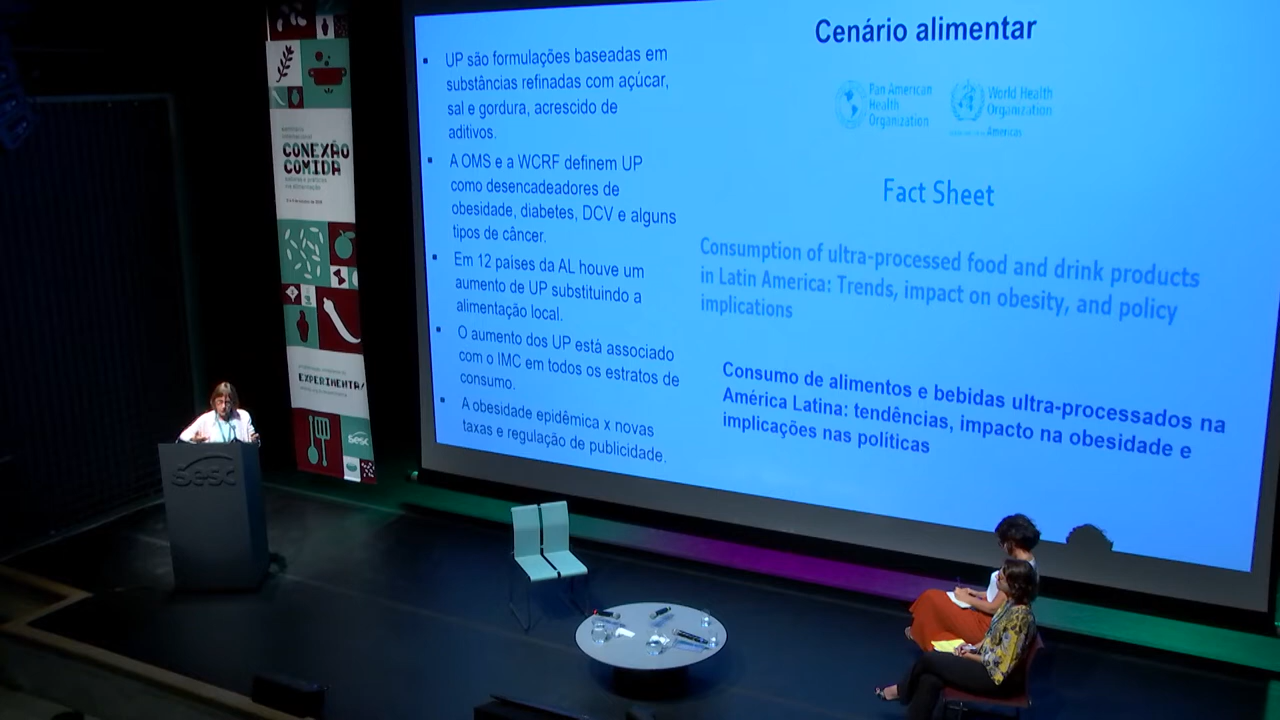 UP são formulações baseadas em
substâncias refinadas com açúcar,
sal e gordura, acrescido de
aditivos.
A OMS e a WCRF definem UP
como desencadeadores de
obesidade, diabetes, DCV e alguns
tipos de câncer.
Em 12 países da AL houve um
aumento de UP substituindo a
alimentação local.
O aumento dos UP está associado
com o IMC em todos os estratos de
consumo.
A obesidade epidêmica x novas
taxas e regulação de publicidade.
Cenário alimentar
Pan American
Health
Organization
World Health
Organization
Americas
Fact Sheet
Consumption of ultra-processed food and drink products
in Latin America: Trends, impact on obesity, and policy
implications
Consumo de alimentos e bebidas ultra-processados na
América Latina: tendências, impacto na obesidade e
implicações nas políticas
CONEXÃO
COMIDA
EXPERIMENTA!
sesc
sesc